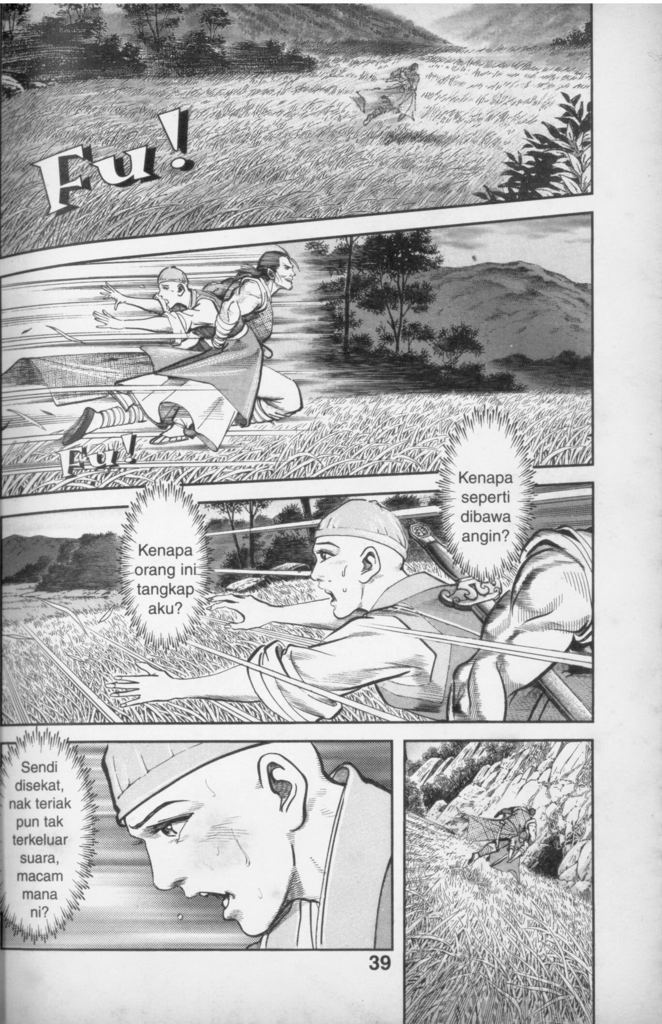 Fu!
Fu!
Kenapa
seperti
dibawa
angin?
Kenapa
orang ini
tangkap
aku?
Sendi
disekat,
nak teriak
pun tak
terkeluar
suara,
macam
mana
ni?
39